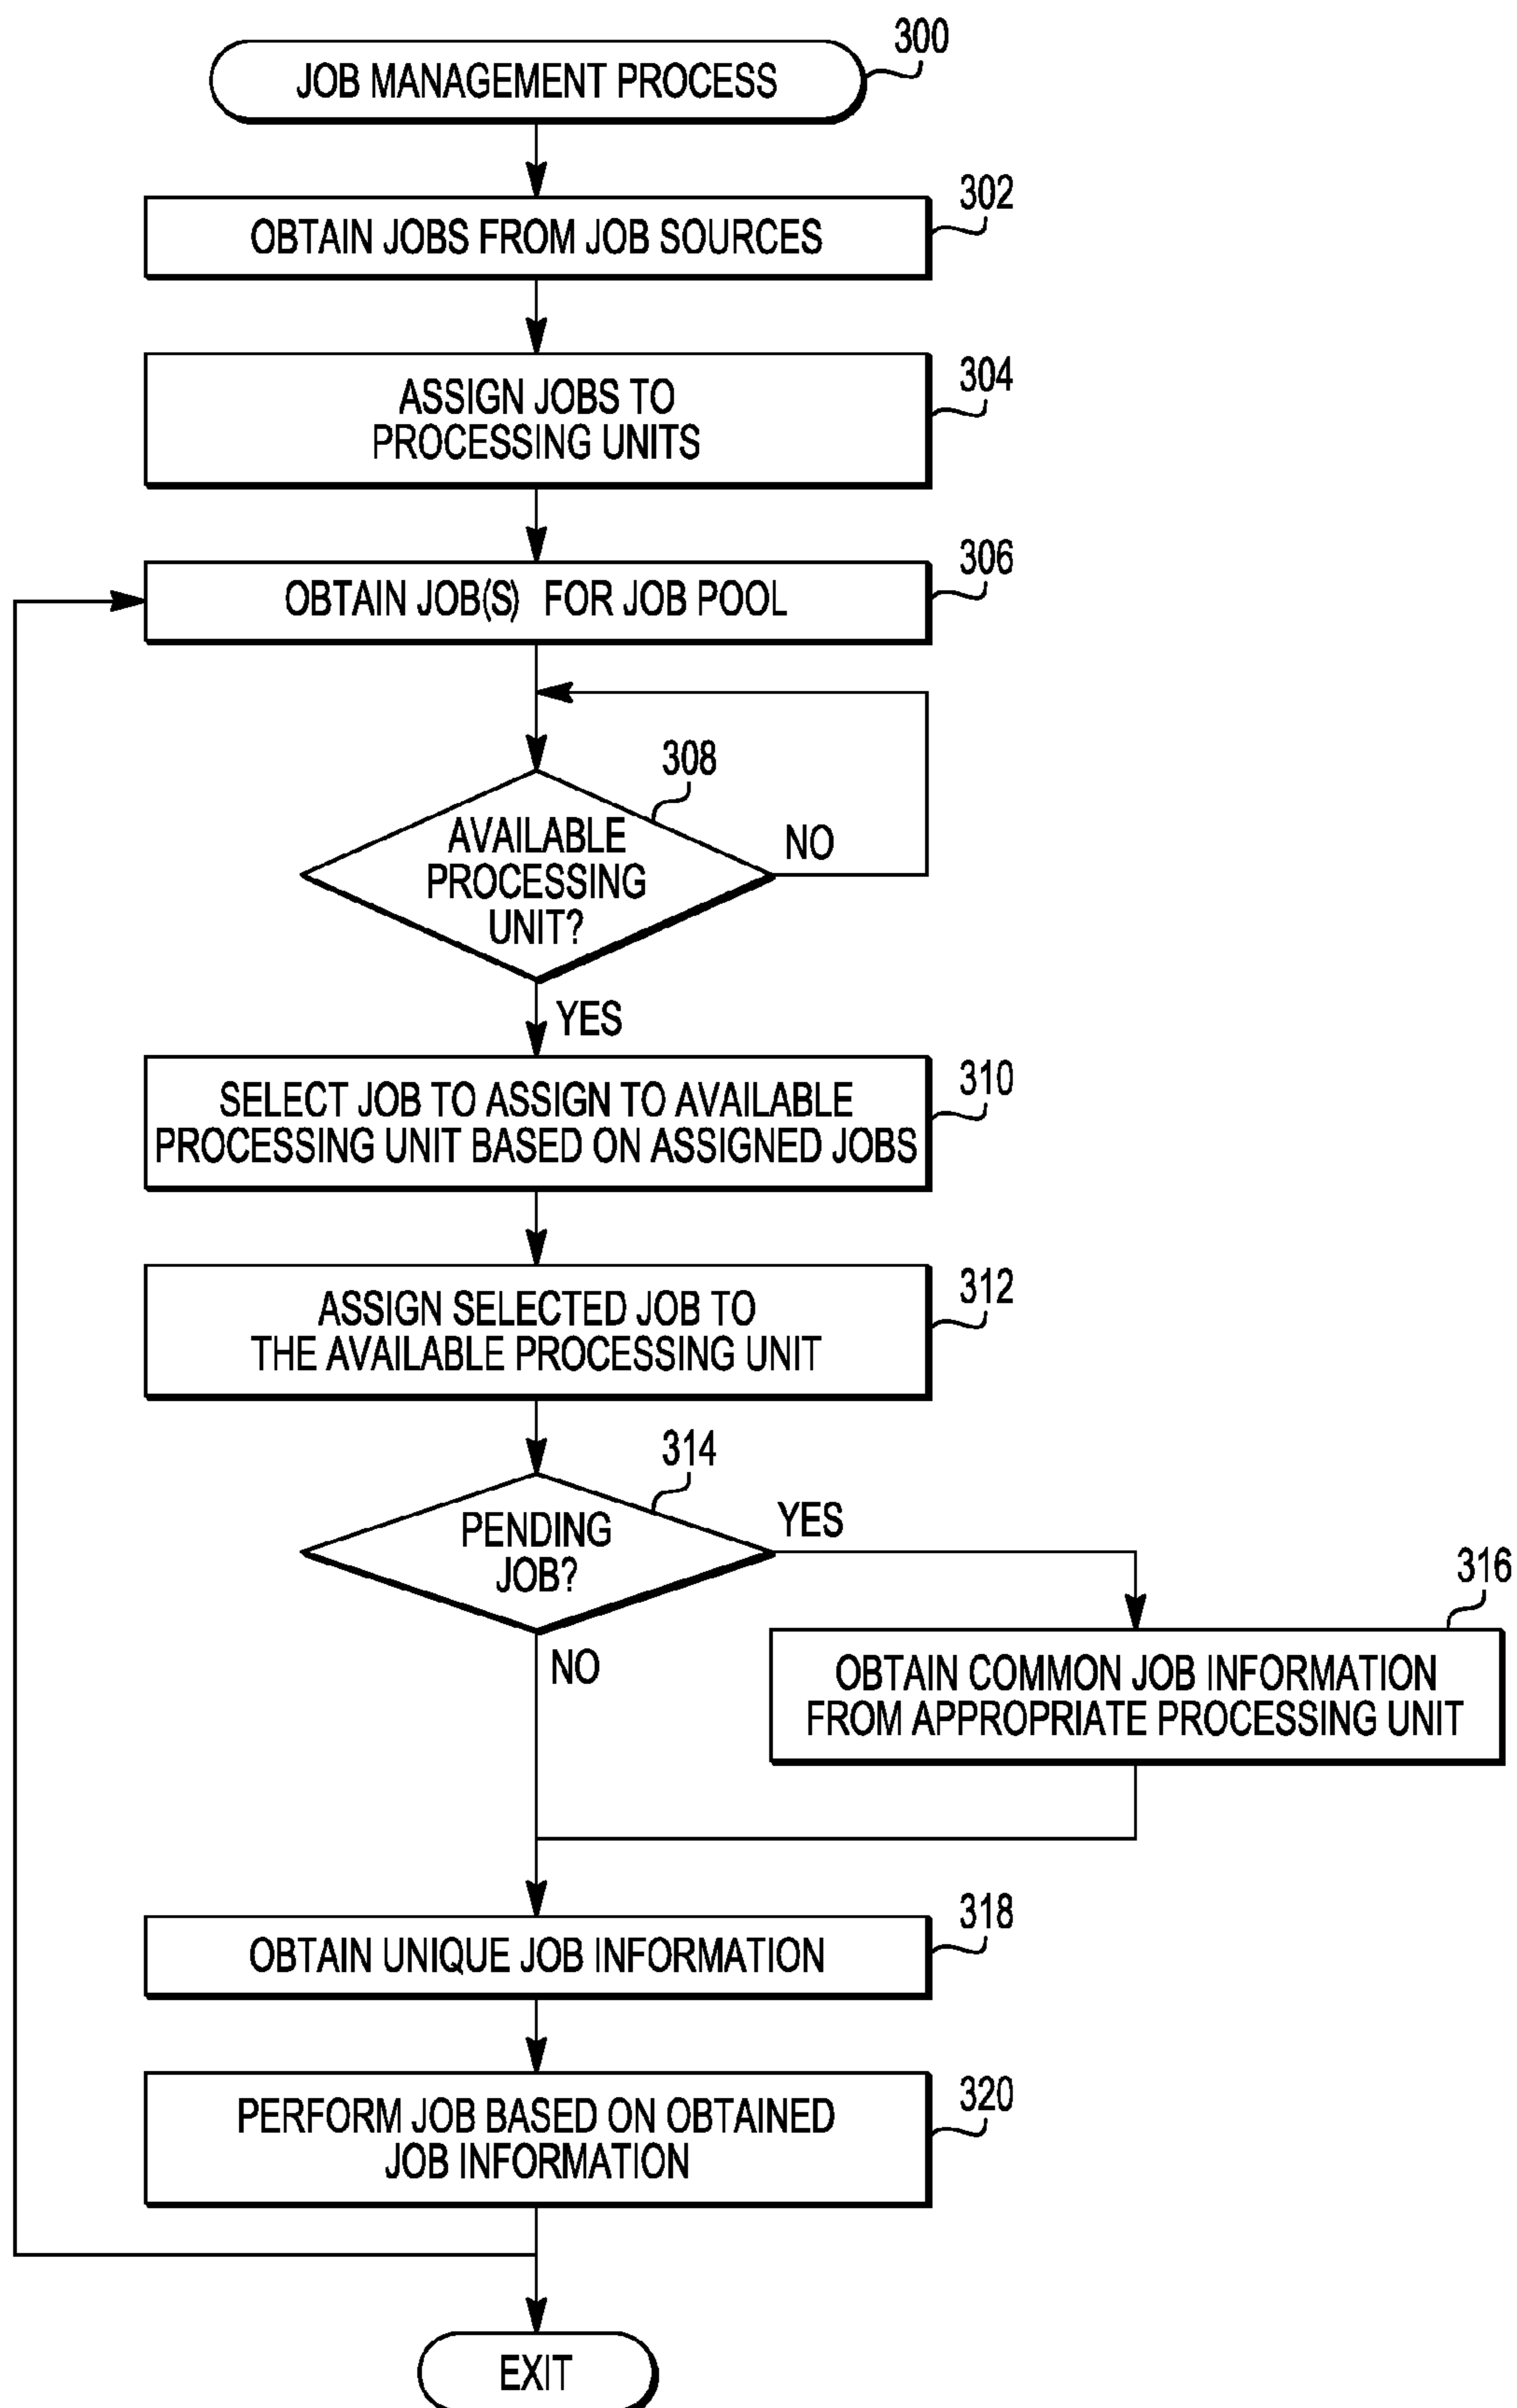 JOB MANAGEMENT PROCESS
300
OBTAIN JOBS FROM JOB SOURCES
302
ASSIGN JOBS TO
PROCESSING UNITS
304
OBTAIN JOB(S) FOR JOB POOL
306
AVAILABLE
PROCESSING
UNIT?
308
NO
YES
SELECT JOB TO ASSIGN TO AVAILABLE
PROCESSING UNIT BASED ON ASSIGNED JOBS
310
ASSIGN SELECTED JOB TO
THE AVAILABLE PROCESSING UNIT
312
PENDING
JOB?
314
YES
NO
OBTAIN COMMON JOB INFORMATION
FROM APPROPRIATE PROCESSING UNIT
316
OBTAIN UNIQUE JOB INFORMATION
318
PERFORM JOB BASED ON OBTAINED
JOB INFORMATION
320
EXIT